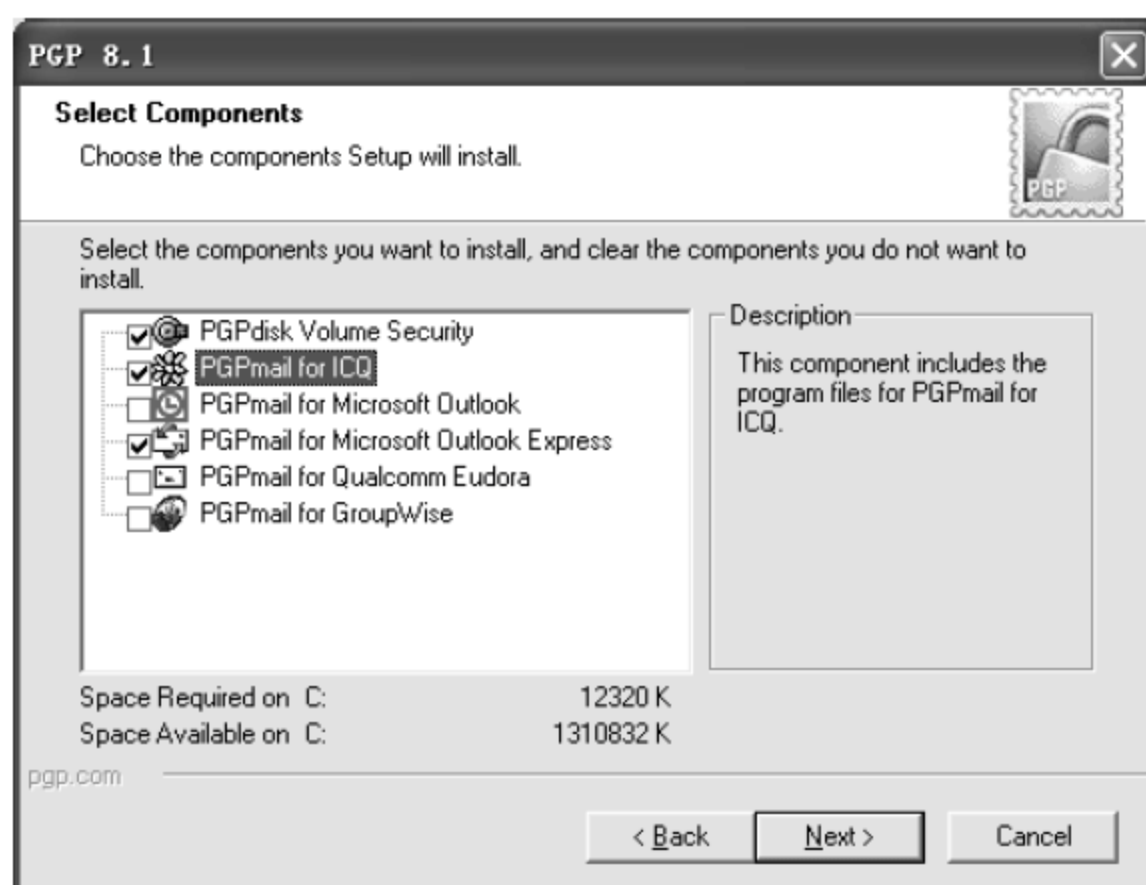 PGP 8.1
Select Components
Choose the components Setup will install.
PGP
Select the components you want to install, and clear the components you do not want to
install.
PGPdisk Volume Security
PGPmail for ICQ
PGPmail for Microsoft Outlook
PGPmail for Microsoft Outlook Express
PGPmail for Qualcomm Eudora
PGPmail for GroupWise
Description
This component includes the
program files for PGPmail for
ICQ.
Space Required on C: 12320 K
Space Available on C: 1310832 K
pgp.com
< Back Next > Cancel